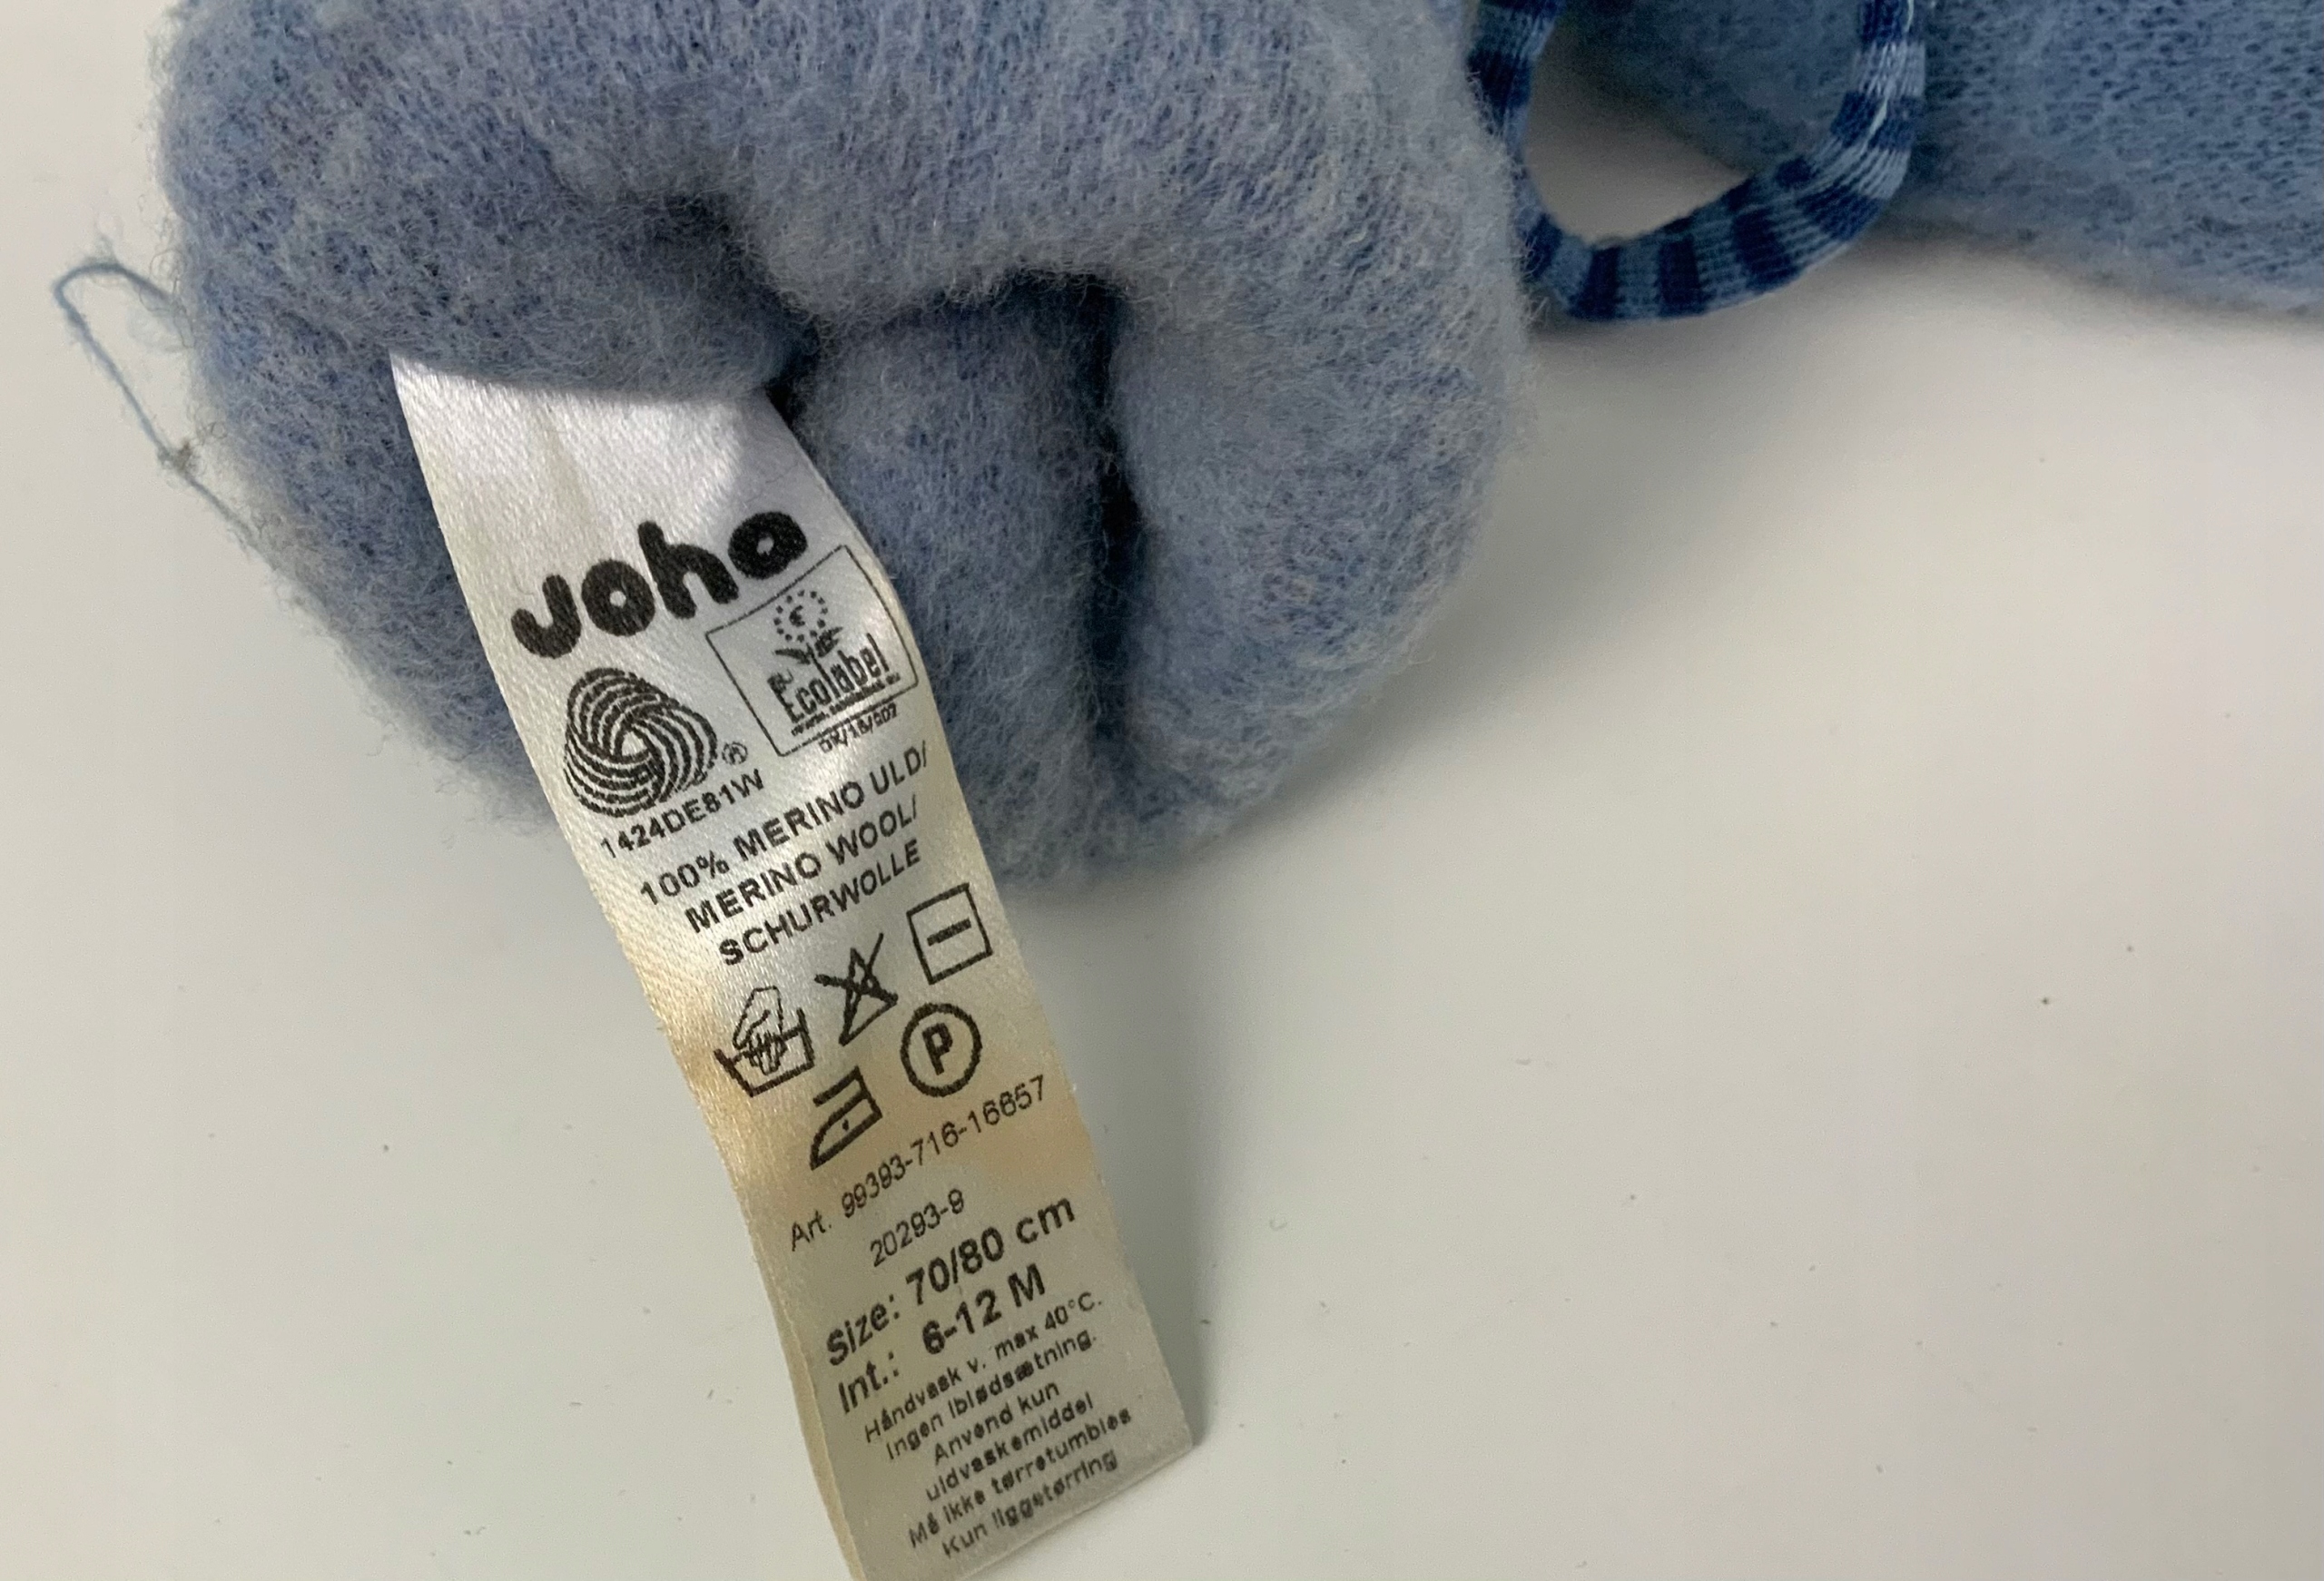 joha
EU
Ecolabel
1424DE81W
100% MERINO ULD/
MERINO WOOL/
SCHURWOLLE
P
Art. 99393-716-16657
20293-9
Size: 70/80 cm
Int.: 6-12 M
Håndvask v. max 40°C.
Ingen Iblødsætning.
Anvend kun
uldvaskemiddel
Må ikke tørretumbles
Kun liggetørring